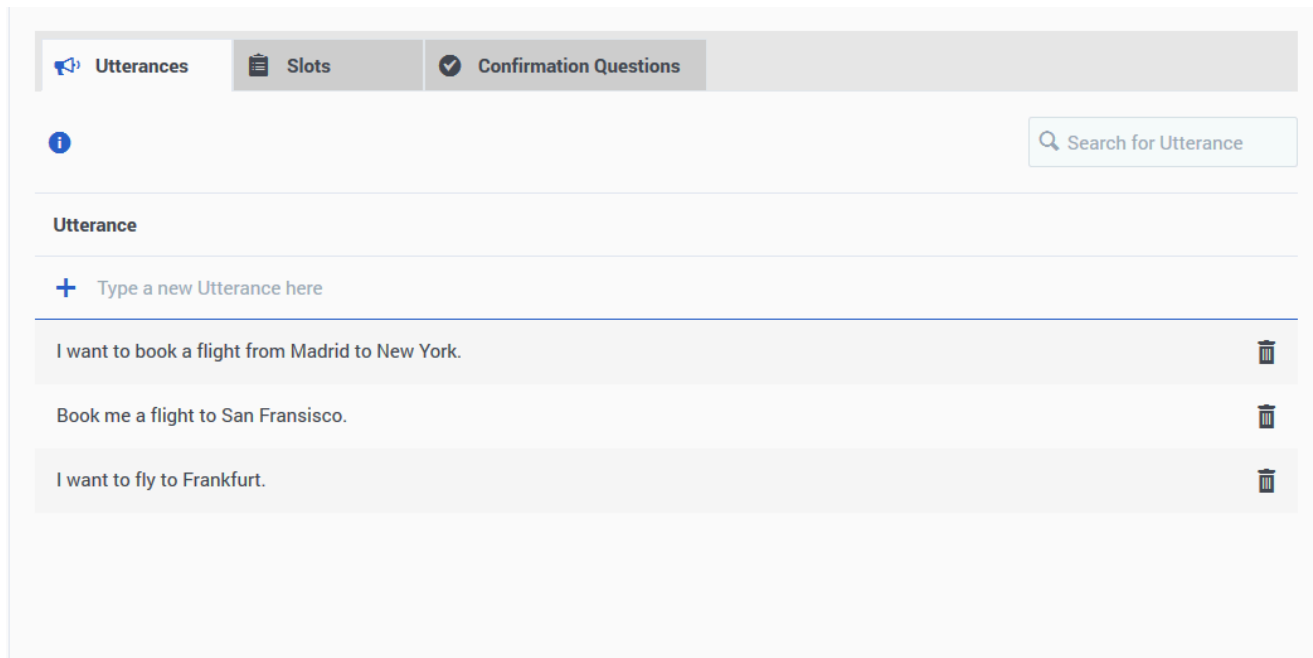 Utterances Slots Confirmation Questions
Search for Utterance
Utterance
Type a new Utterance here
I want to book a flight from Madrid to New York.
Book me a flight to San Fransisco.
I want to fly to Frankfurt.